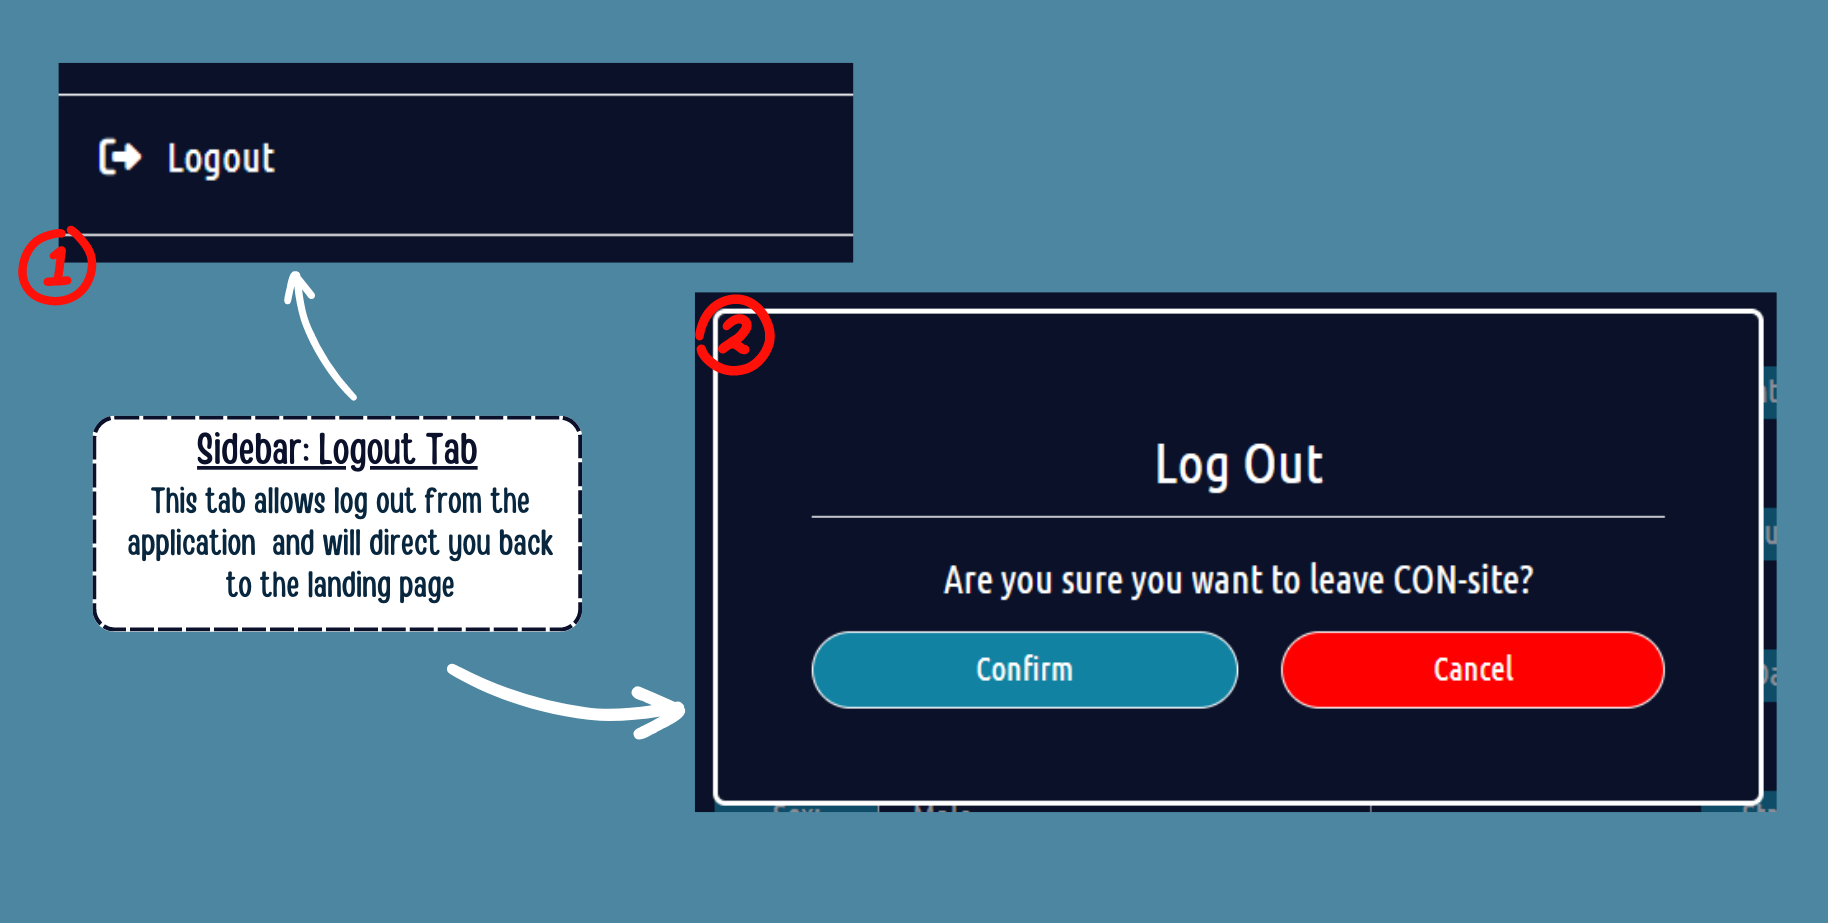 Logout
1
Sidebar: Logout Tab
This tab allows log out from the
application and will direct you back
to the landing page
2
Log Out
Are you sure you want to leave CON-site?
Confirm
Cancel